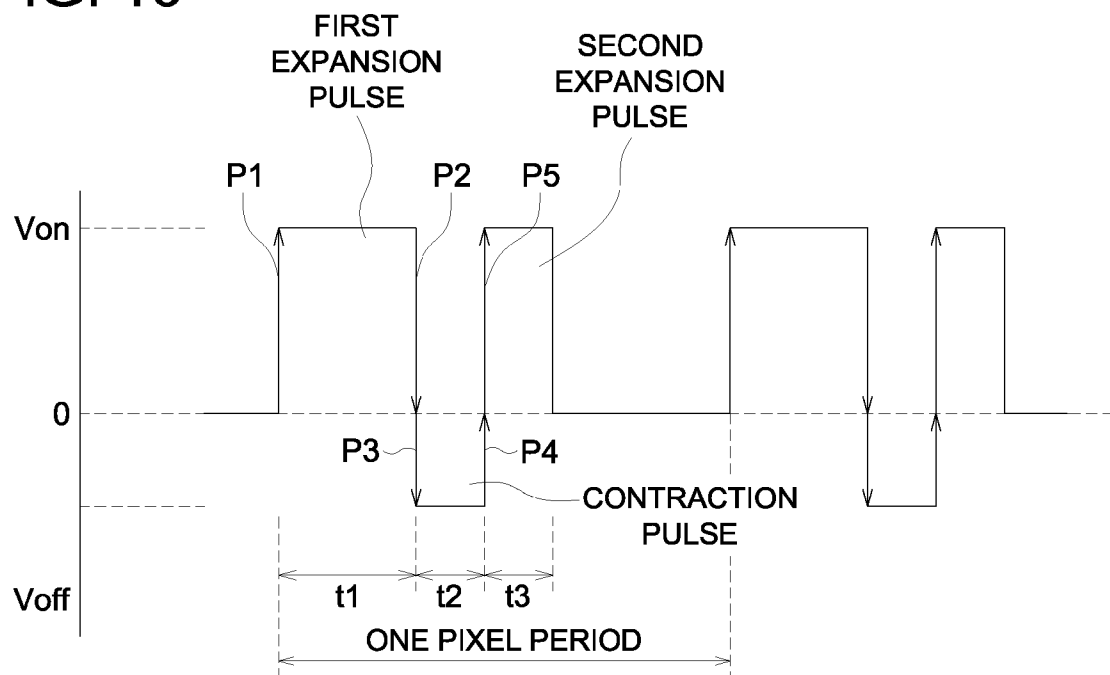 FIRST
EXPANSION
PULSE
SECOND
EXPANSION
PULSE
P1
P2
P5
Von
0
P3
P4
CONTRACTION
PULSE
Voff
t1
t2
t3
ONE PIXEL PERIOD